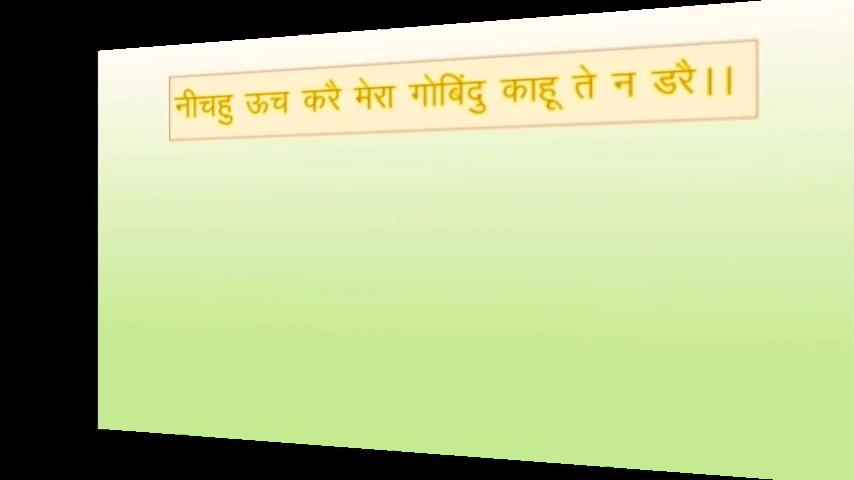 नीचहु ऊच करै मेरा गोबिंदु काहू ते न डरै।।